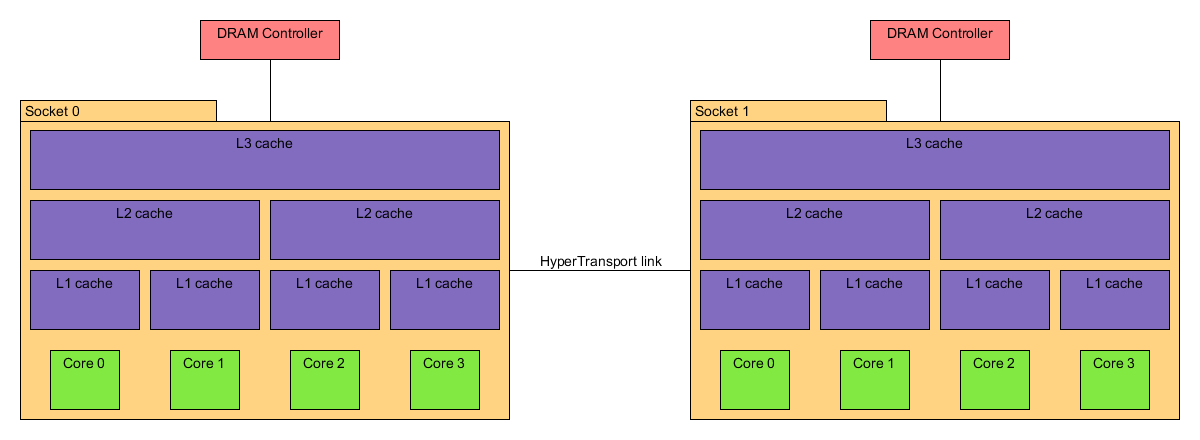 DRAM Controller
DRAM Controller
Socket 0
Socket 1
L3 cache
L3 cache
L2 cache
L2 cache
L2 cache
L2 cache
HyperTransport link
L1 cache
L1 cache
L1 cache
L1 cache
L1 cache
L1 cache
L1 cache
L1 cache
Core 0
Core 1
Core 2
Core 3
Core 0
Core 1
Core 2
Core 3